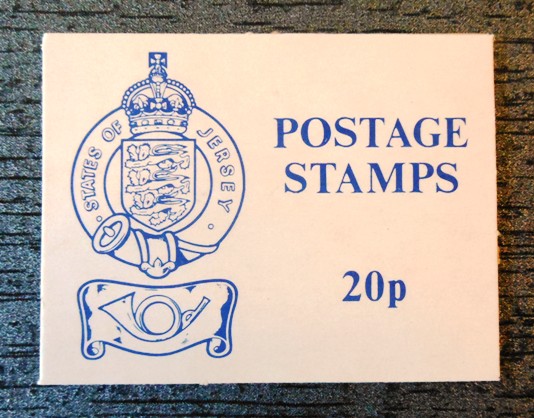 STATES OF JERSEY
POSTAGE
STAMPS
20p